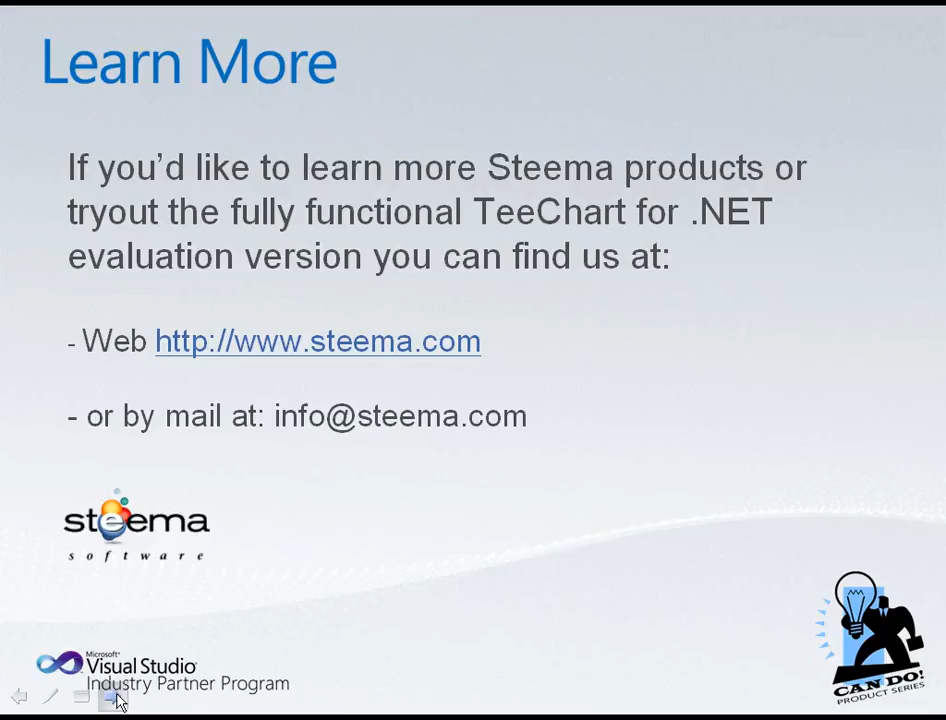 Learn More
If you'd like to learn more Steema products or
tryout the fully functional TeeChart for .NET
evaluation version you can find us at:
- Web http://www.steema.com
- or by mail at: info@steema.com
steema
software
Microsoft®
Visual Studio®
Industry Partner Program
CAN DO!
PRODUCT SERIES